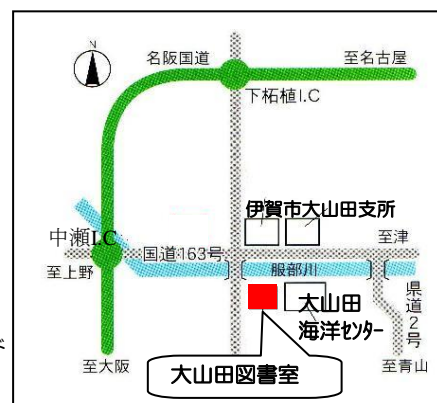 N
名阪国道
至名古屋
下柘植I.C
伊賀市大山田支所
中瀬I.C
国道163号
至津
至上野
服部川
大山田
海洋センター
県道2号
大山田図書室
至大阪
至青山
ド